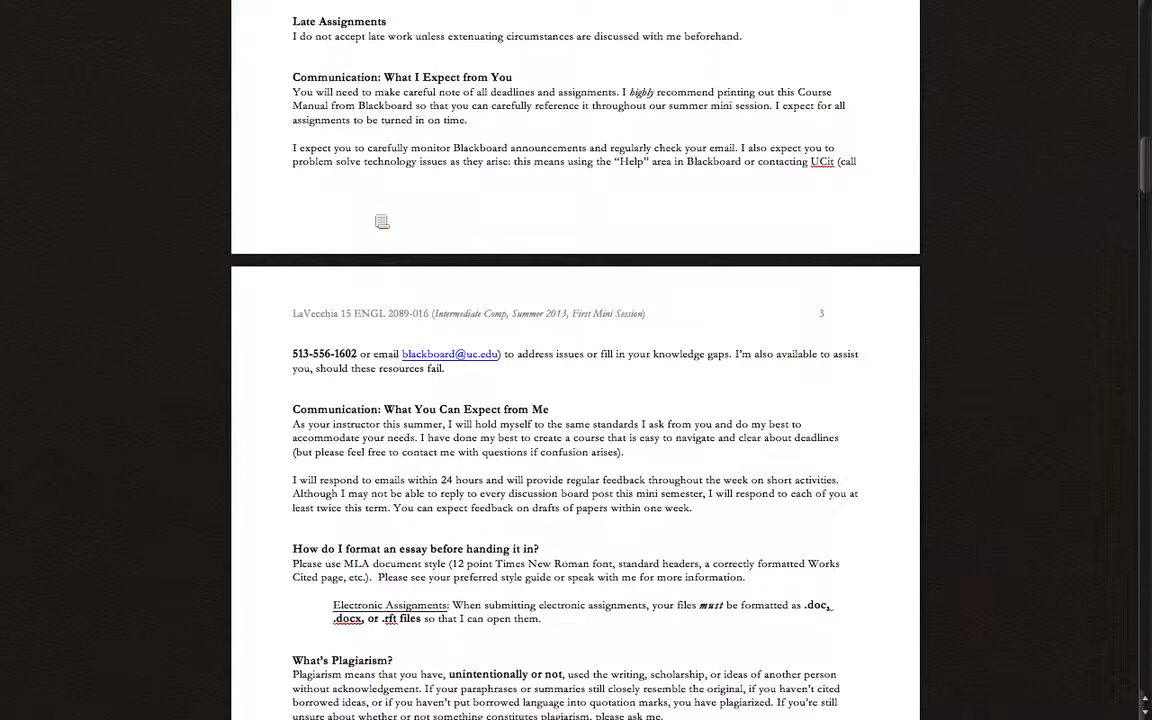 Late Assignments
I do not accept late work unless extenuating circumstances are discussed with me beforehand.
Communication: What I Expect from You
You will need to make careful note of all deadlines and assignments. I highly recommend printing out this Course
Manual from Blackboard so that you can carefully reference it throughout our summer mini session. I expect for all
assignments to be turned in on time.
I expect you to carefully monitor Blackboard announcements and regularly check your email. I also expect you to
problem solve technology issues as they arise: this means using the “Help” area in Blackboard or contacting UCit (call
LaVecchia 15 ENGL 2089-016 (Intermediate Comp, Summer 2013, First Mini Session) 3
513-556-1602 or email blackboard@uc.edu) to address issues or fill in your knowledge gaps. I’m also available to assist
you, should these resources fail.
Communication: What You Can Expect from Me
As your instructor this summer, I will hold myself to the same standards I ask from you and do my best to
accommodate your needs. I have done my best to create a course that is easy to navigate and clear about deadlines
(but please feel free to contact me with questions if confusion arises).
I will respond to emails within 24 hours and will provide regular feedback throughout the week on short activities.
Although I may not be able to reply to every discussion board post this mini semester, I will respond to each of you at
least twice this term. You can expect feedback on drafts of papers within one week.
How do I format an essay before handing it in?
Please use MLA document style (12 point Times New Roman font, standard headers, a correctly formatted Works
Cited page, etc.). Please see your preferred style guide or speak with me for more information.
Electronic Assignments: When submitting electronic assignments, your files must be formatted as .doc,
.docx, or .rft files so that I can open them.
What’s Plagiarism?
Plagiarism means that you have, unintentionally or not, used the writing, scholarship, or ideas of another person
without acknowledgement. If your paraphrases or summaries still closely resemble the original, if you haven’t cited
borrowed ideas, or if you haven’t put borrowed language into quotation marks, you have plagiarized. If you’re still
unsure about whether or not something constitutes plagiarism, please ask me.